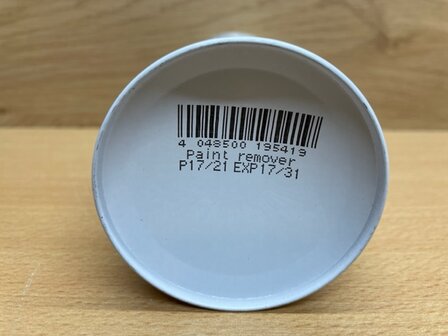 4 048500 195419
Paint remover
P17/21 EXP17/31